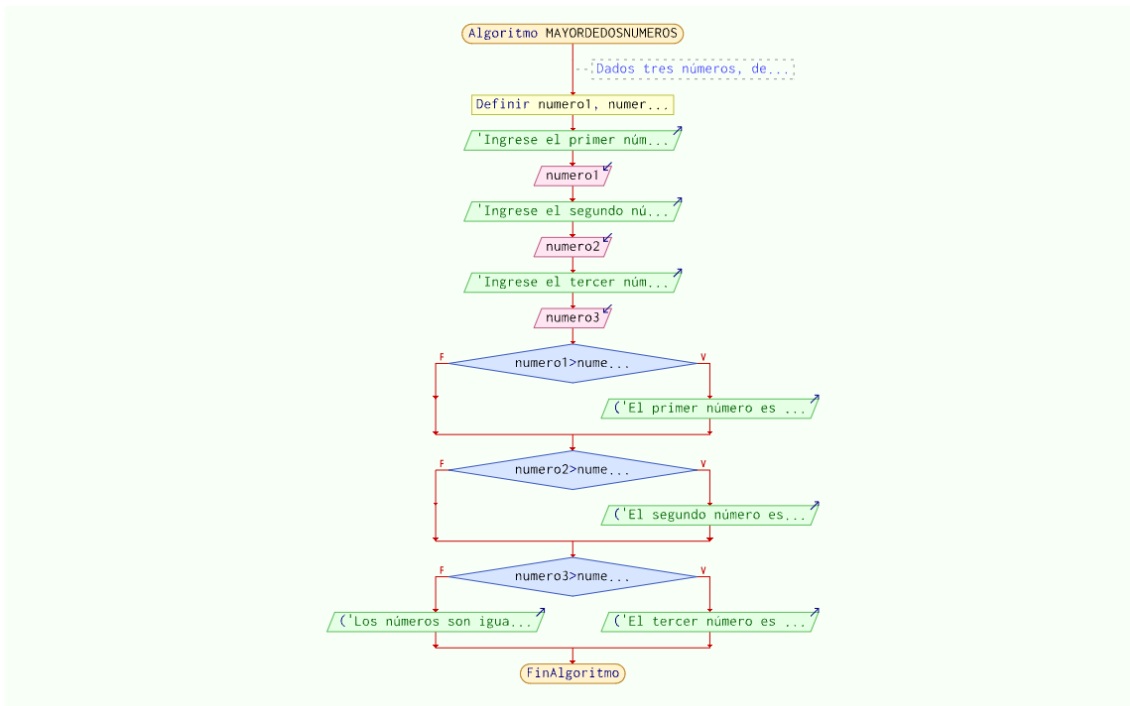 Algoritmo MAYORDEDOSNUMEROS
Dados tres números, de...
Definir numero1, numer...
'Ingrese el primer núm...
numero1
'Ingrese el segundo nú...
numero2
'Ingrese el tercer núm...
numero3
F
V
numero1>nume...
('El primer número es ...
F
V
numero2>nume...
('El segundo número es...
F
V
numero3>nume...
('Los números son igua...
('El tercer número es ...
FinAlgoritmo